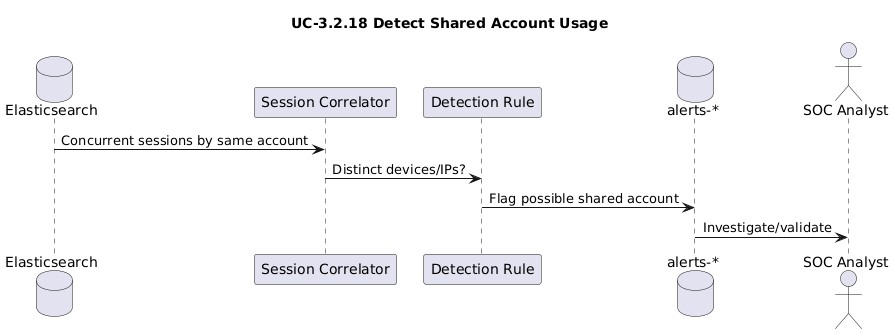 UC-3.2.18 Detect Shared Account Usage
Elasticsearch
Session Correlator
Detection Rule
alerts-*
SOC Analyst
Concurrent sessions by same account
Distinct devices/IPs?
Flag possible shared account
Investigate/validate
Elasticsearch
Session Correlator
Detection Rule
alerts-*
SOC Analyst